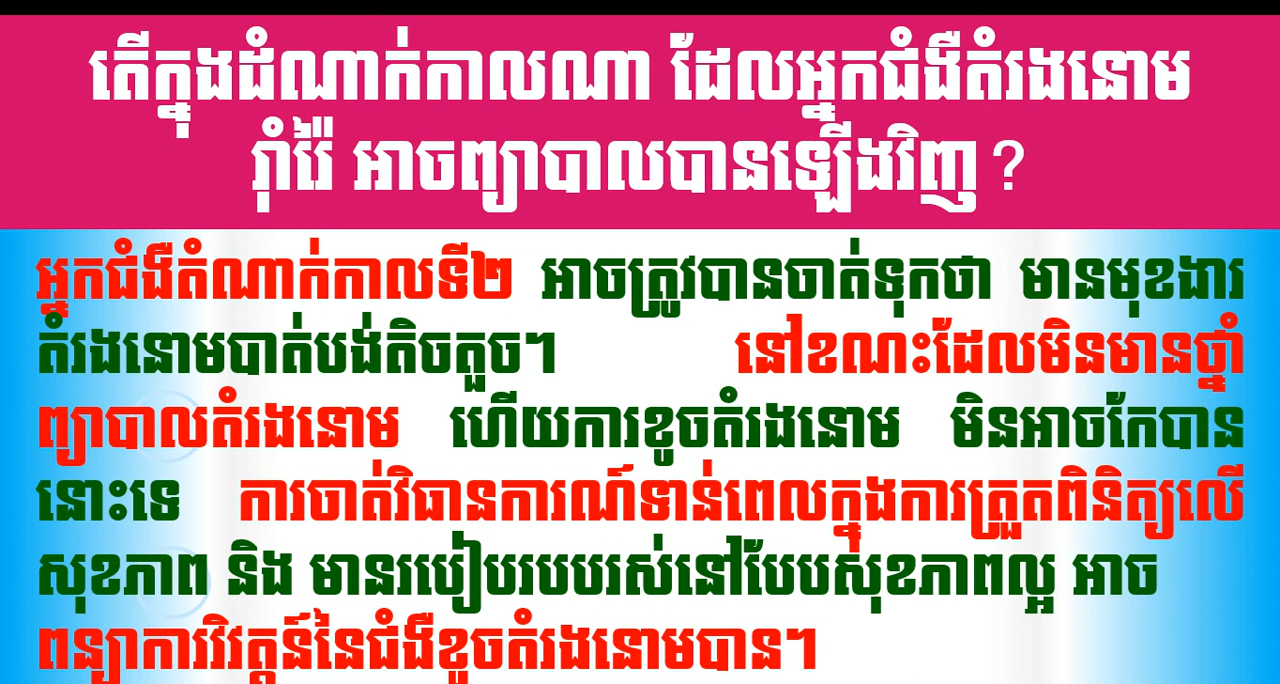 តើក្នុងដំណាក់កាលណា ដែលអ្នកជំងឺតំរងនោម
រ៉ាំរ៉ៃ អាចព្យាបាលបានឡើងវិញ ?
អ្នកជំងឺតំណាក់កាលទី២ អាចត្រូវបានចាត់ទុកថា មានមុខងារ
តំរងនោមបាត់បង់តិចតួច។ នៅខណះដែលមិនមានថ្នាំ
ព្យាបាលតំរងនោម ហើយការខូចតំរងនោម មិនអាចកែបាន
នោះទេ ការចាត់វិធានការណ៍ទាន់ពេលក្នុងការត្រួតពិនិត្យលើ
សុខភាព និង មានរបៀបរបបរស់នៅបែបសុខភាពល្អ អាច
ពន្យាការវិវត្តន៍នៃជំងឺខូចតំរងនោមបាន។